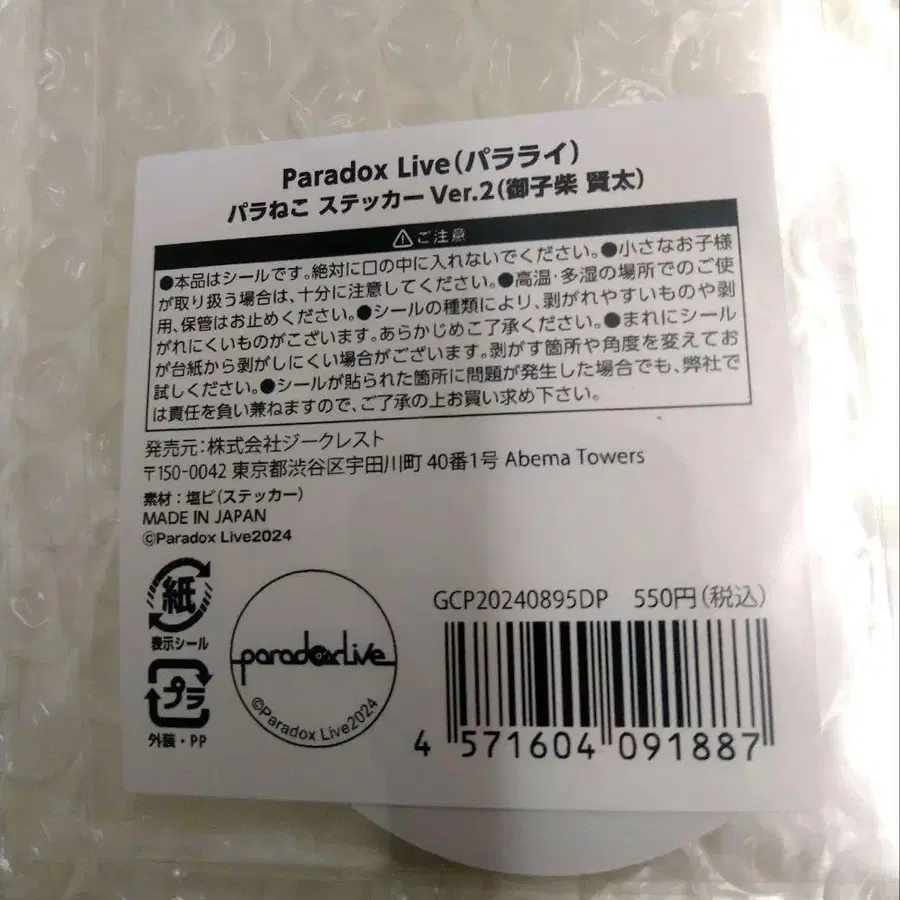 Paradox Live(パラライ)
パラねこ ステッカー Ver.2(御子柴 賢太)
⚠ご注意
●本品はシールです。絶対に口の中に入れないでください。●小さなお子様
が取り扱う場合は、十分に注意してください。●高温・多湿の場所でのご使
用、保管はお止めください。●シールの種類により、剥がれやすいものや剥
がれにくいものがございます。あらかじめご了承ください。●まれにシール
が台紙から剥がしにくい場合がございます。剥がす箇所や角度を変えてお
試しください。●シールが貼られた箇所に問題が発生した場合でも、弊社で
は責任を負い兼ねますので、ご了承の上お買い求め下さい。
発売元:株式会社ジークレスト
〒150-0042 東京都渋谷区宇田川町 40番1号 Abema Towers
素材:塩ビ(ステッカー)
MADE IN JAPAN
©Paradox Live2024
紙
表示シール
プラ
外装・PP
paradoxlive
©Paradox Live2024
GCP20240895DP 550円(税込)
4 571604 091887